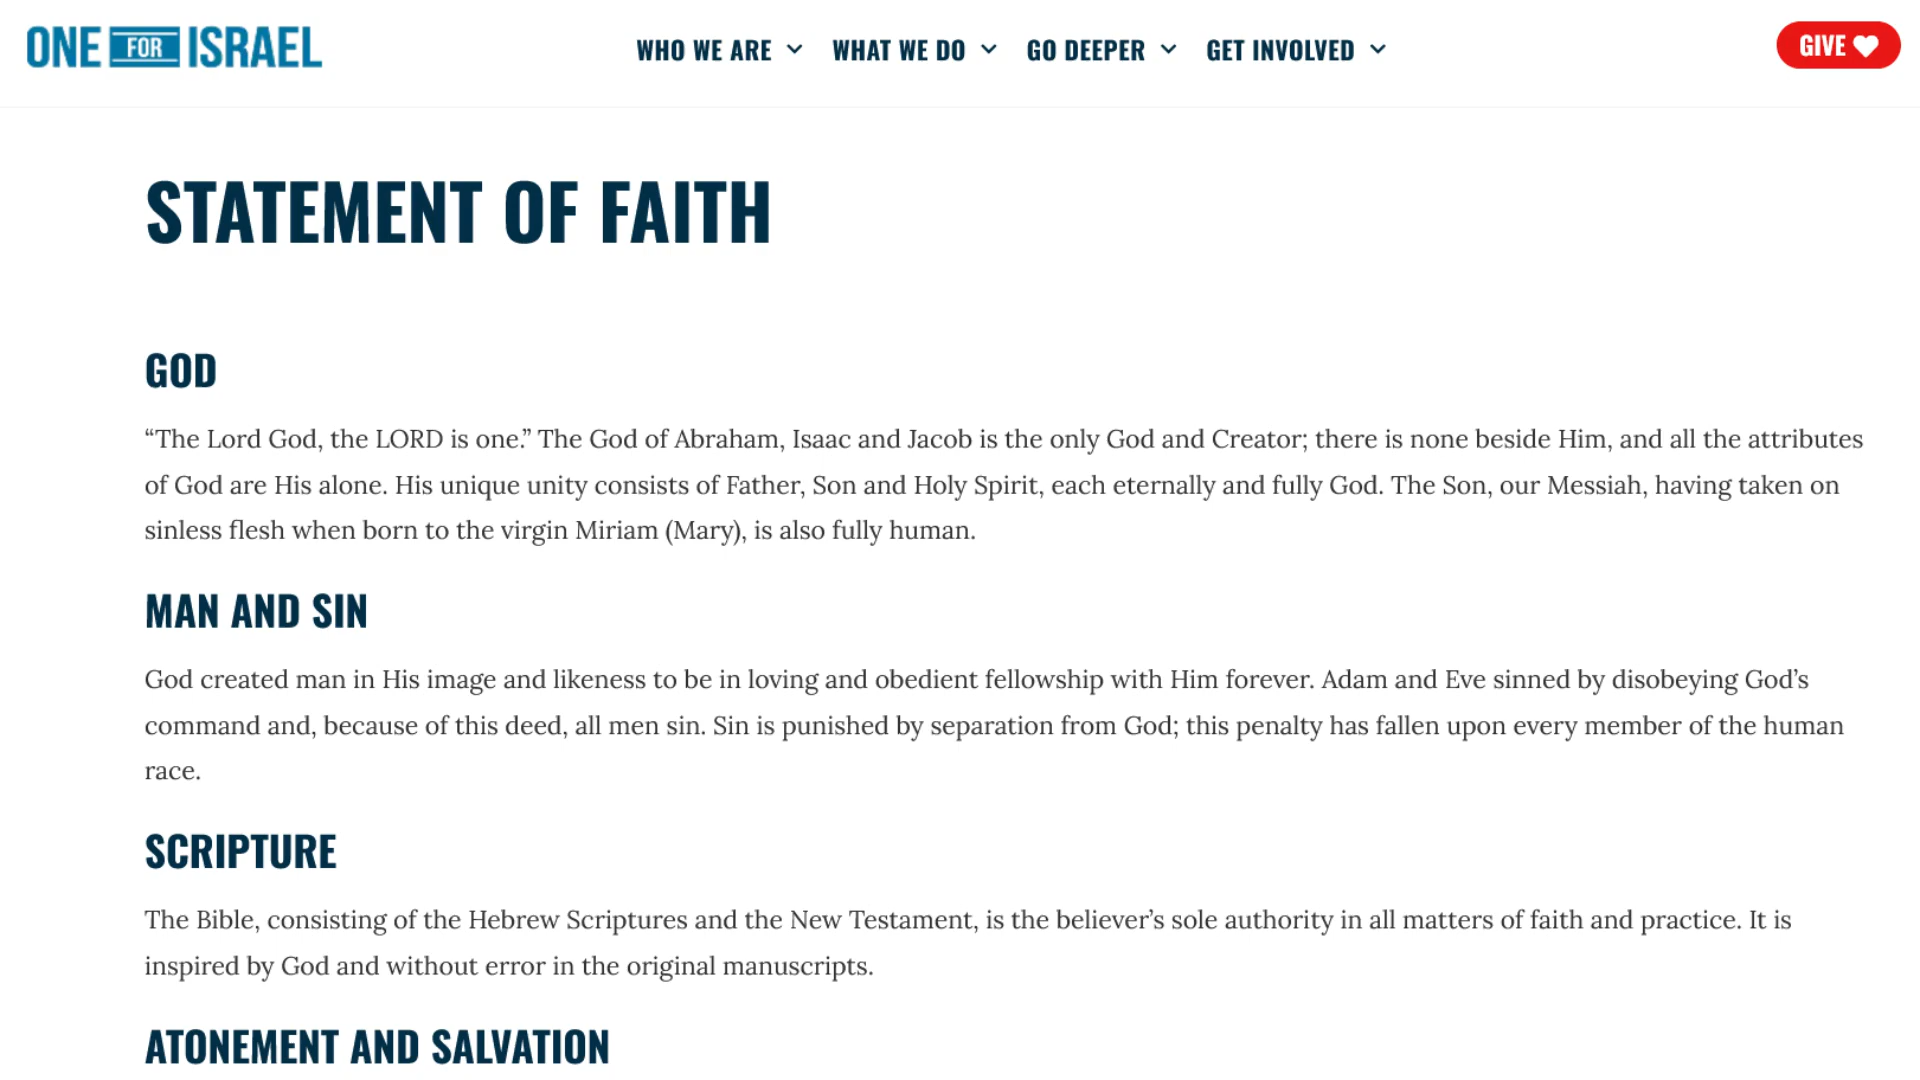 ONE FOR ISRAEL
WHO WE ARE
WHAT WE DO
GO DEEPER
GET INVOLVED
GIVE
STATEMENT OF FAITH
GOD
“The Lord God, the LORD is one.” The God of Abraham, Isaac and Jacob is the only God and Creator; there is none beside Him, and all the attributes
of God are His alone. His unique unity consists of Father, Son and Holy Spirit, each eternally and fully God. The Son, our Messiah, having taken on
sinless flesh when born to the virgin Miriam (Mary), is also fully human.
MAN AND SIN
God created man in His image and likeness to be in loving and obedient fellowship with Him forever. Adam and Eve sinned by disobeying God’s
command and, because of this deed, all men sin. Sin is punished by separation from God; this penalty has fallen upon every member of the human
race.
SCRIPTURE
The Bible, consisting of the Hebrew Scriptures and the New Testament, is the believer’s sole authority in all matters of faith and practice. It is
inspired by God and without error in the original manuscripts.
ATONEMENT AND SALVATION